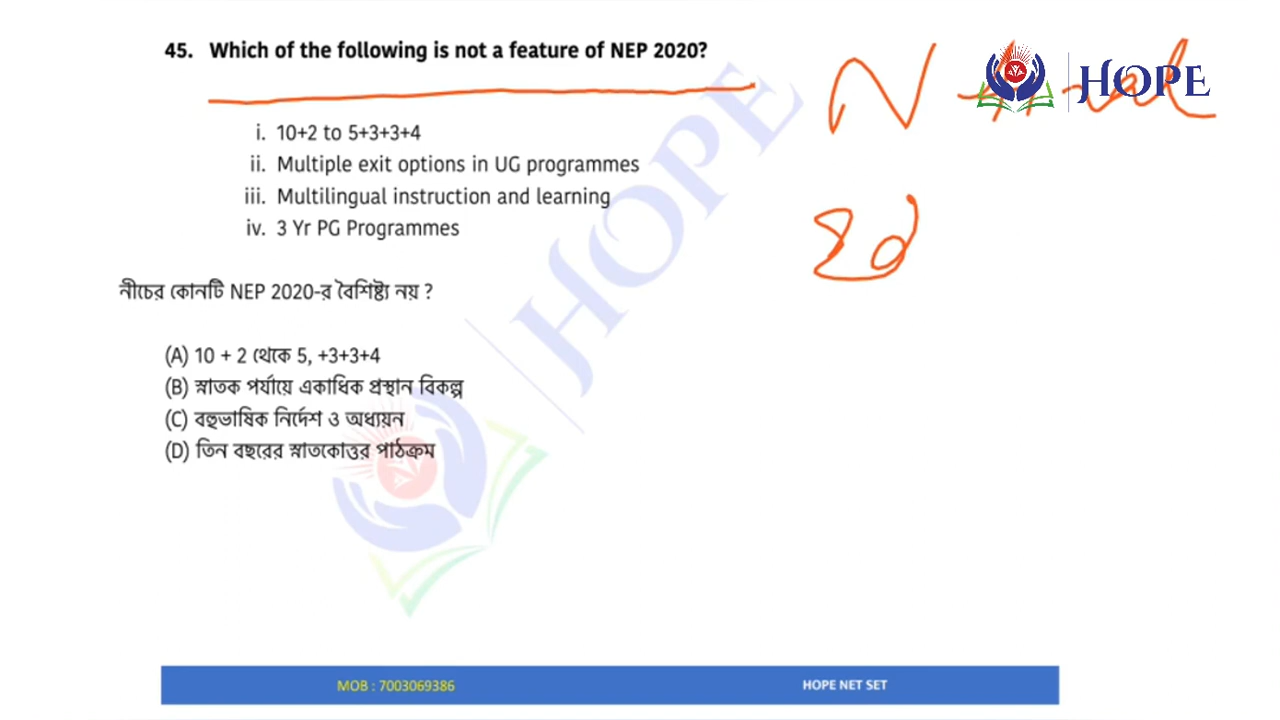 45. Which of the following is not a feature of NEP 2020?
HOPE
i. 10+2 to 5+3+3+4
ii. Multiple exit options in UG programmes
iii. Multilingual instruction and learning
iv. 3 Yr PG Programmes
Ed
নীচের কোনটি NEP 2020-র বৈশিষ্ট্য নয় ?
(A) 10 + 2 থেকে 5, +3+3+4
(B) স্নাতক পর্যায়ে একাধিক প্রস্থান বিকল্প
(C) বহুভাষিক নির্দেশ ও অধ্যয়ন
(D) তিন বছরের স্নাতকোত্তর পাঠক্রম
HOPE
MOB : 7003069386
HOPE NET SET